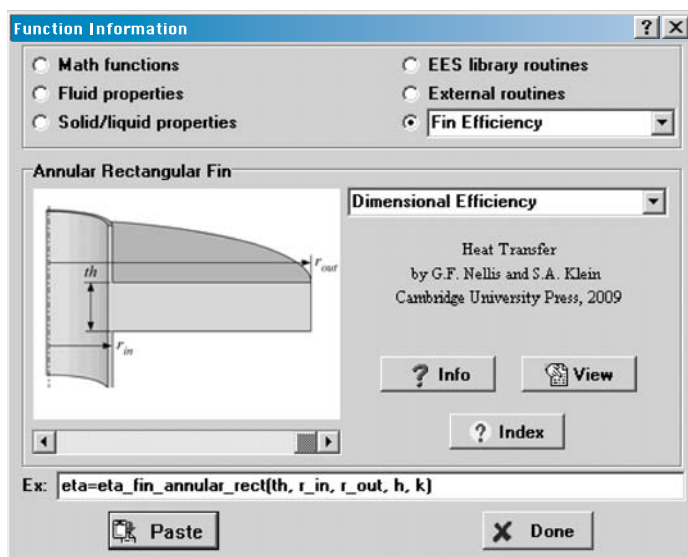 Function Information
Math functions
EES library routines
Fluid properties
External routines
Solid/liquid properties
Fin Efficiency
Annular Rectangular Fin
Dimensional Efficiency
th
r_out
r_in
Heat Transfer
by G.F. Nellis and S.A. Klein
Cambridge University Press, 2009
? Info
View
? Index
Ex: eta=eta_fin_annular_rect(th, r_in, r_out, h, k)
Paste
Done